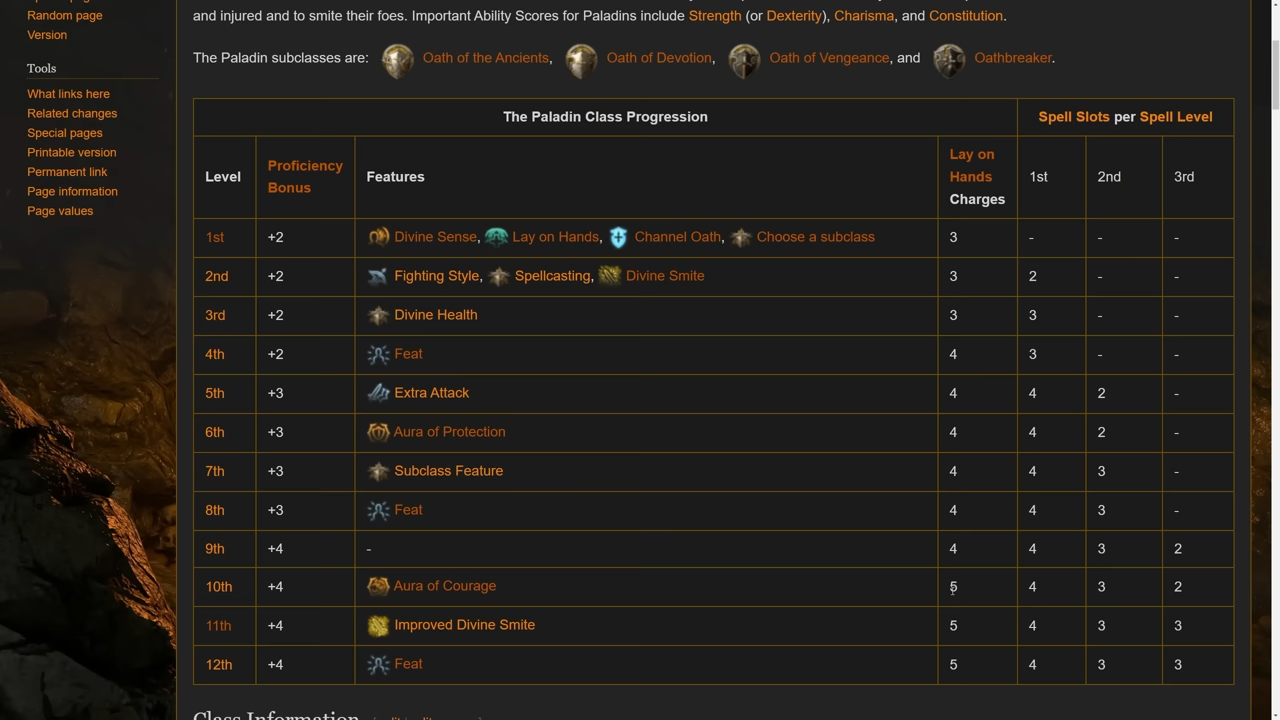 Random page
Version
Tools
What links here
Related changes
Special pages
Printable version
Permanent link
Page information
Page values
and injured and to smite their foes. Important Ability Scores for Paladins include Strength (or Dexterity), Charisma, and Constitution.
The Paladin subclasses are: Oath of the Ancients, Oath of Devotion, Oath of Vengeance, and Oathbreaker.
The Paladin Class Progression Spell Slots per Spell Level
Level Proficiency Bonus Features Lay on Hands Charges 1st 2nd 3rd
1st +2 Divine Sense, Lay on Hands, Channel Oath, Choose a subclass 3 - - -
2nd +2 Fighting Style, Spellcasting, Divine Smite 3 2 - -
3rd +2 Divine Health 3 3 - -
4th +2 Feat 4 3 - -
5th +3 Extra Attack 4 4 2 -
6th +3 Aura of Protection 4 4 2 -
7th +3 Subclass Feature 4 4 3 -
8th +3 Feat 4 4 3 -
9th +4 - 4 4 3 2
10th +4 Aura of Courage 5 4 3 2
11th +4 Improved Divine Smite 5 4 3 3
12th +4 Feat 5 4 3 3
Class Information